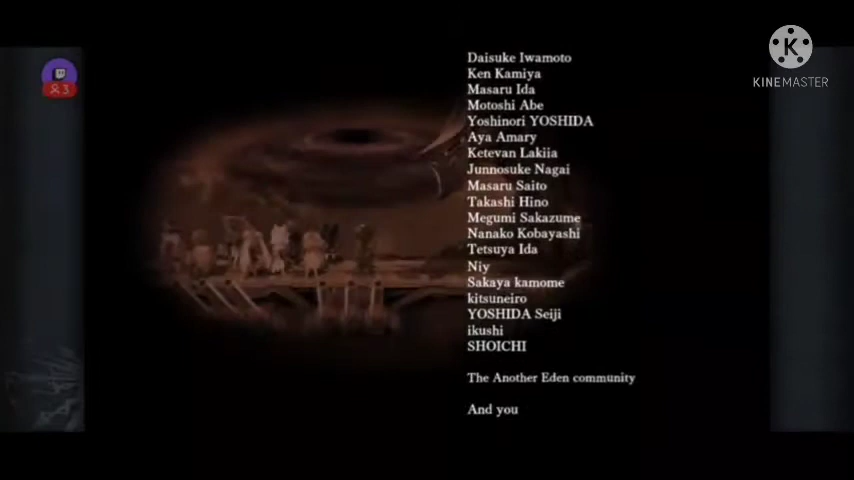 Daisuke Iwamoto
Ken Kamiya
Masaru Ida
Motoshi Abe
Yoshinori YOSHIDA
Aya Amary
Ketevan Lakiia
Junnosuke Nagai
Masaru Saito
Takashi Hino
Megumi Sakazume
Nanako Kobayashi
Tetsuya Ida
Niy
Sakaya kamome
kitsuneiro
YOSHIDA Seiji
ikushi
SHOICHI
The Another Eden community
And you
3
K
KINEMASTER